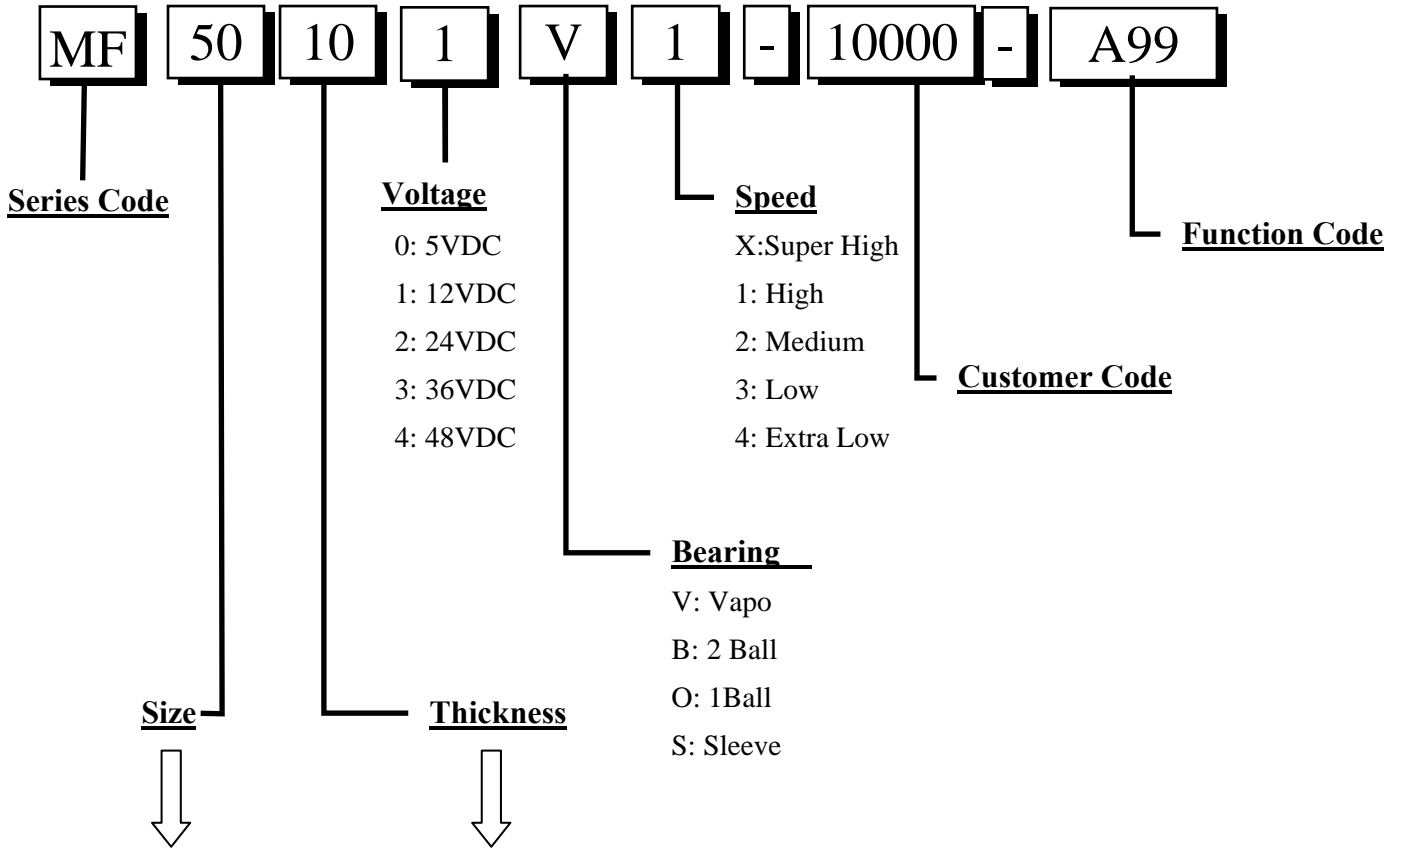 MF 50 10 1 V 1 - 10000 - A99
Series Code
Voltage
0: 5VDC
1: 12VDC
2: 24VDC
3: 36VDC
4: 48VDC
Speed
X:Super High
1: High
2: Medium
3: Low
4: Extra Low
Function Code
Customer Code
Bearing
V: Vapo
B: 2 Ball
O: 1Ball
S: Sleeve
Size
Thickness